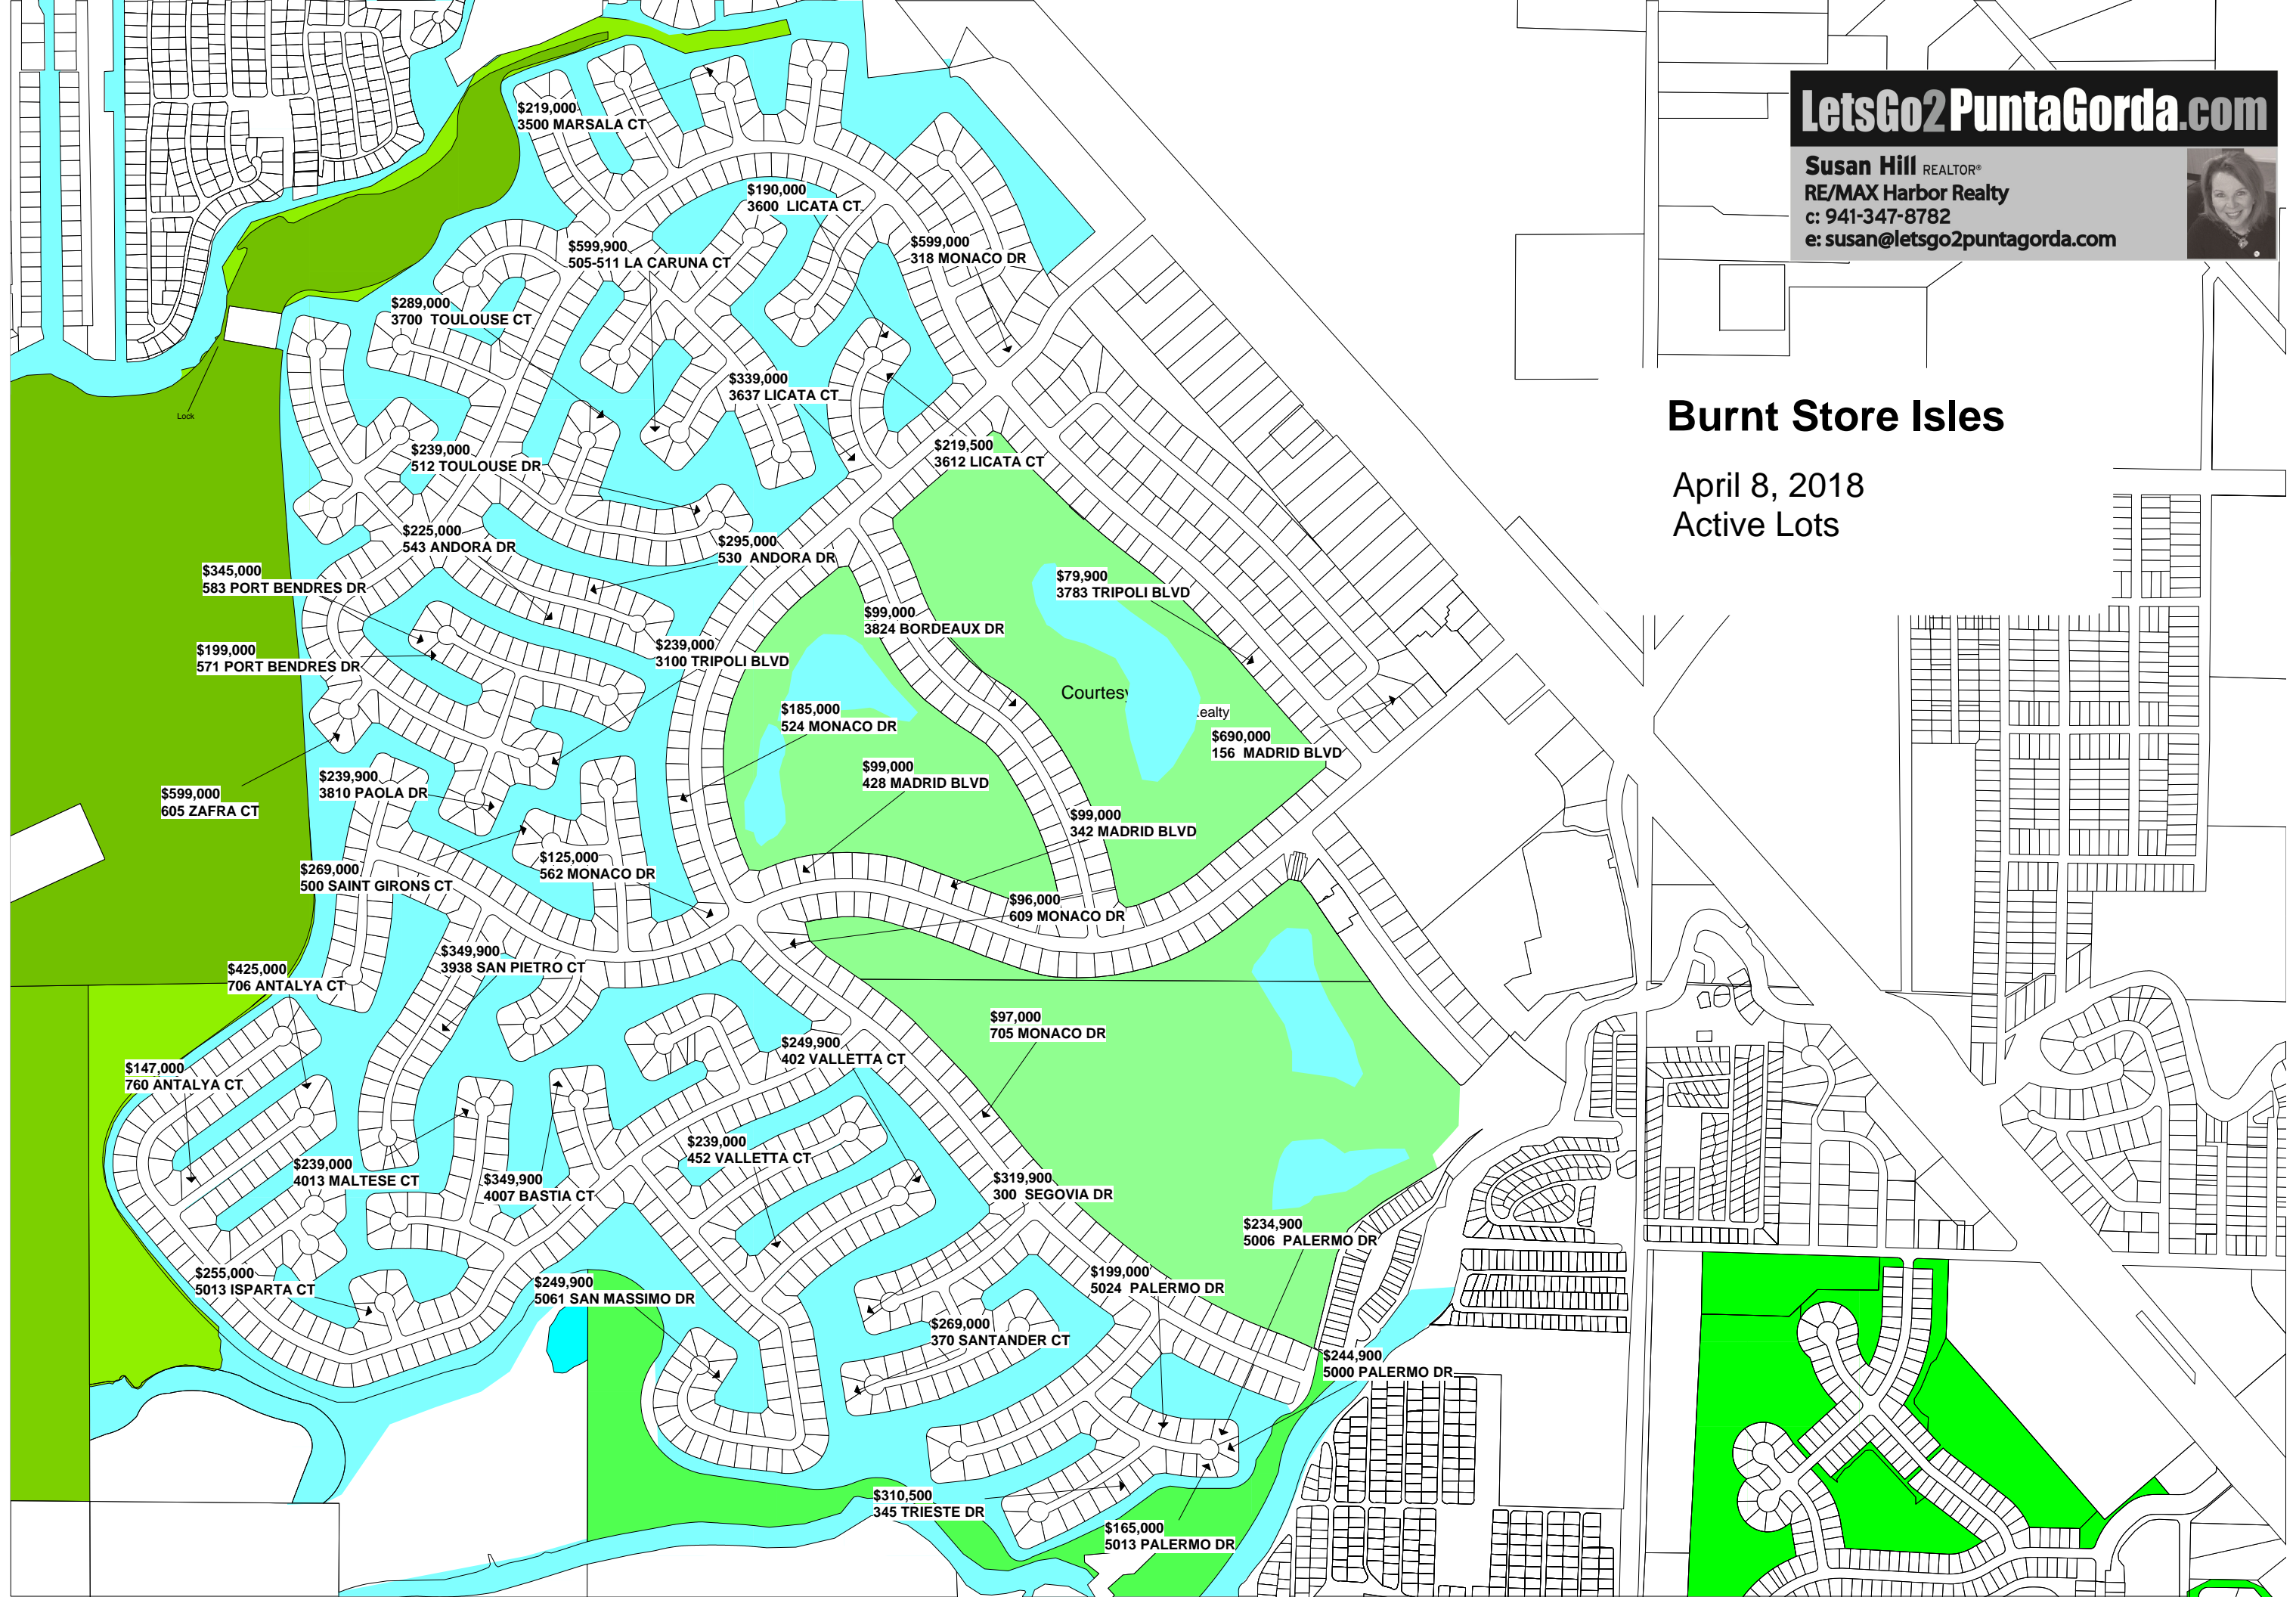 LetsGo2PuntaGorda.com
Susan Hill REALTOR®
RE/MAX Harbor Realty
c: 941-347-8782
e: susan@letsgo2puntagorda.com
Burnt Store Isles
April 8, 2018
Active Lots
$219,000
3500 MARSALA CT
$190,000
3600 LICATA CT
$599,900
505-511 LA CARUNA CT
$599,000
318 MONACO DR
$289,000
3700 TOULOUSE CT
$339,000
3637 LICATA CT
Lock
$239,000
512 TOULOUSE DR
$219,500
3612 LICATA CT
$225,000
543 ANDORA DR
$295,000
530 ANDORA DR
$345,000
583 PORT BENDRES DR
$79,900
3783 TRIPOLI BLVD
$99,000
3824 BORDEAUX DR
$199,000
571 PORT BENDRES DR
$239,000
3100 TRIPOLI BLVD
Courtesy
ealty
$185,000
524 MONACO DR
$690,000
156 MADRID BLVD
$239,900
3810 PAOLA DR
$99,000
428 MADRID BLVD
$599,000
605 ZAFRA CT
$99,000
342 MADRID BLVD
$125,000
562 MONACO DR
$269,000
500 SAINT GIRONS CT
$96,000
609 MONACO DR
$349,900
3938 SAN PIETRO CT
$425,000
706 ANTALYA CT
$97,000
705 MONACO DR
$249,900
402 VALLETTA CT
$147,000
760 ANTALYA CT
$239,000
452 VALLETTA CT
$239,000
4013 MALTESE CT
$349,900
4007 BASTIA CT
$319,900
300 SEGOVIA DR
$234,900
5006 PALERMO DR
$255,000
5013 ISPARTA CT
$249,900
5061 SAN MASSIMO DR
$199,000
5024 PALERMO DR
$269,000
370 SANTANDER CT
$244,900
5000 PALERMO DR
$310,500
345 TRIESTE DR
$165,000
5013 PALERMO DR